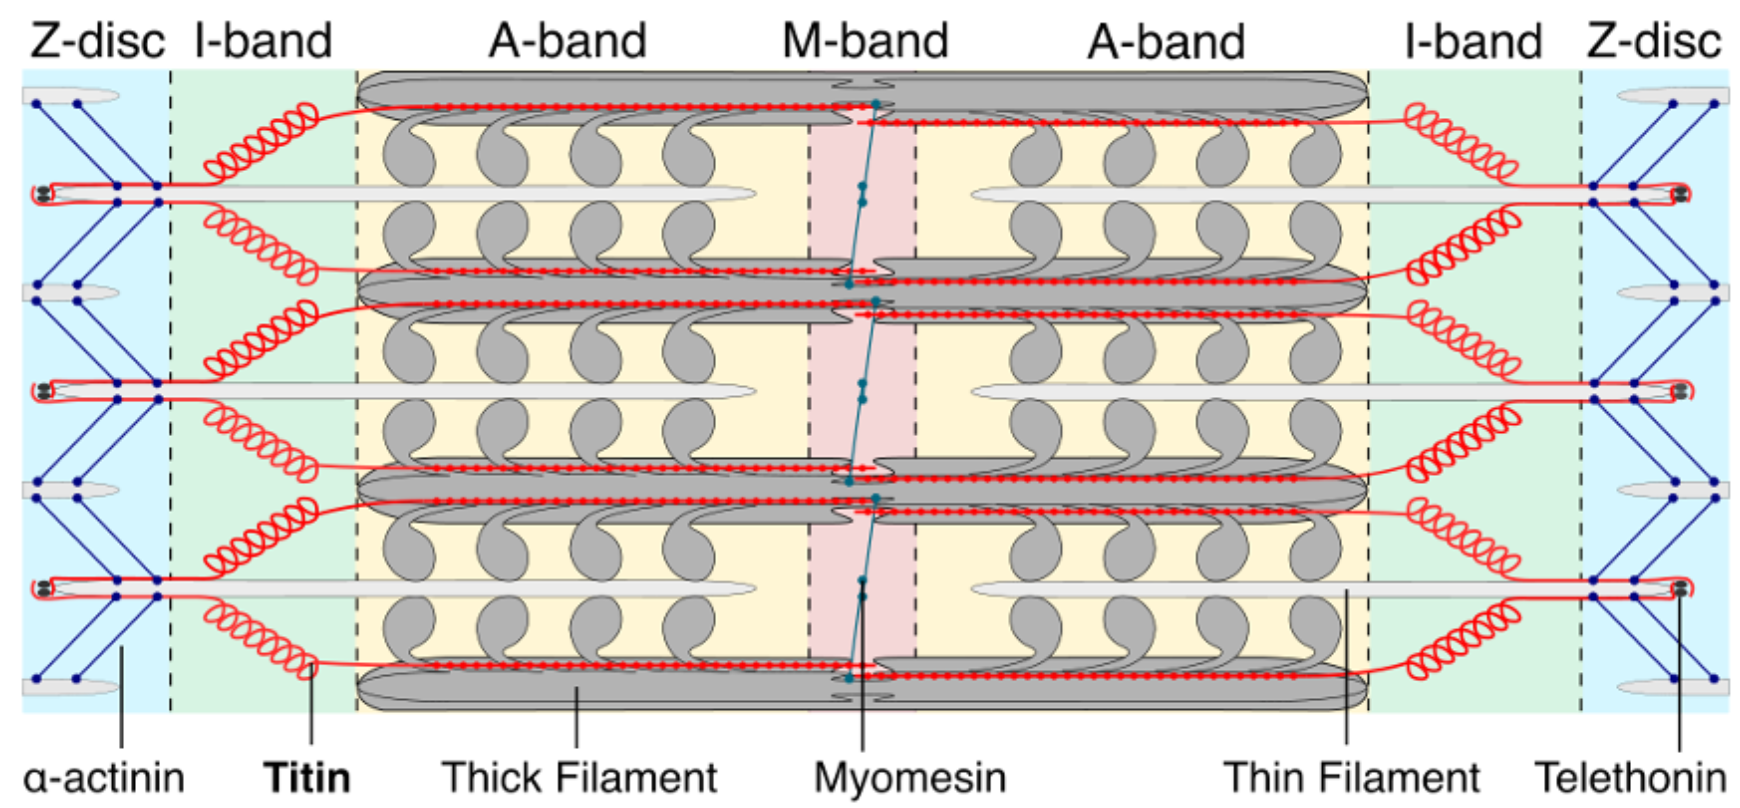 Z-disc I-band A-band M-band A-band I-band Z-disc
α-actinin Titin Thick Filament Myomesin Thin Filament Telethonin